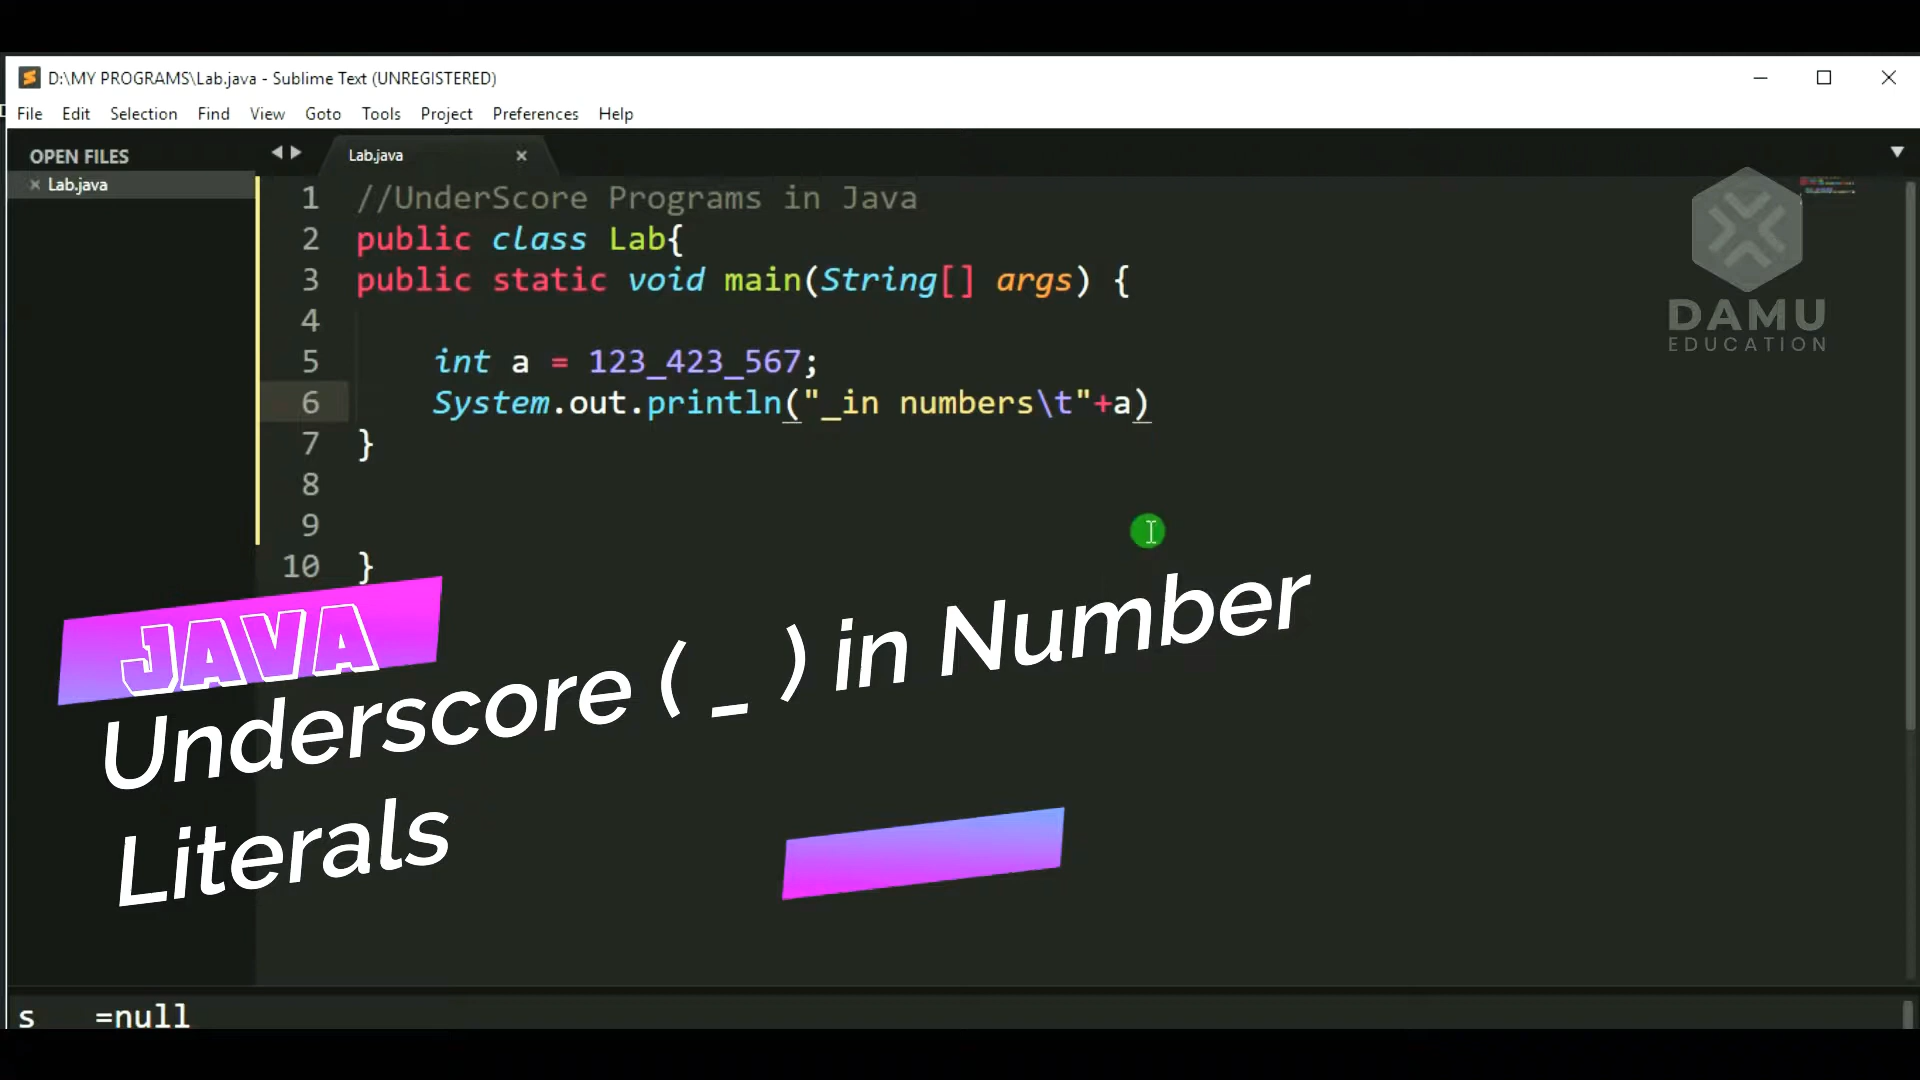 D:\MY PROGRAMS\Lab.java - Sublime Text (UNREGISTERED)
File Edit Selection Find View Goto Tools Project Preferences Help
OPEN FILES
Lab.java
Lab.java
1 //UnderScore Programs in Java
2 public class Lab{
3 public static void main(String[] args) {
4
5 int a = 123_423_567;
6 System.out.println("_in numbers\t"+a)
7 }
8
9
10 }
DAMU
EDUCATION
JAVA
Underscore ( _ ) in Number
Literals
s =null